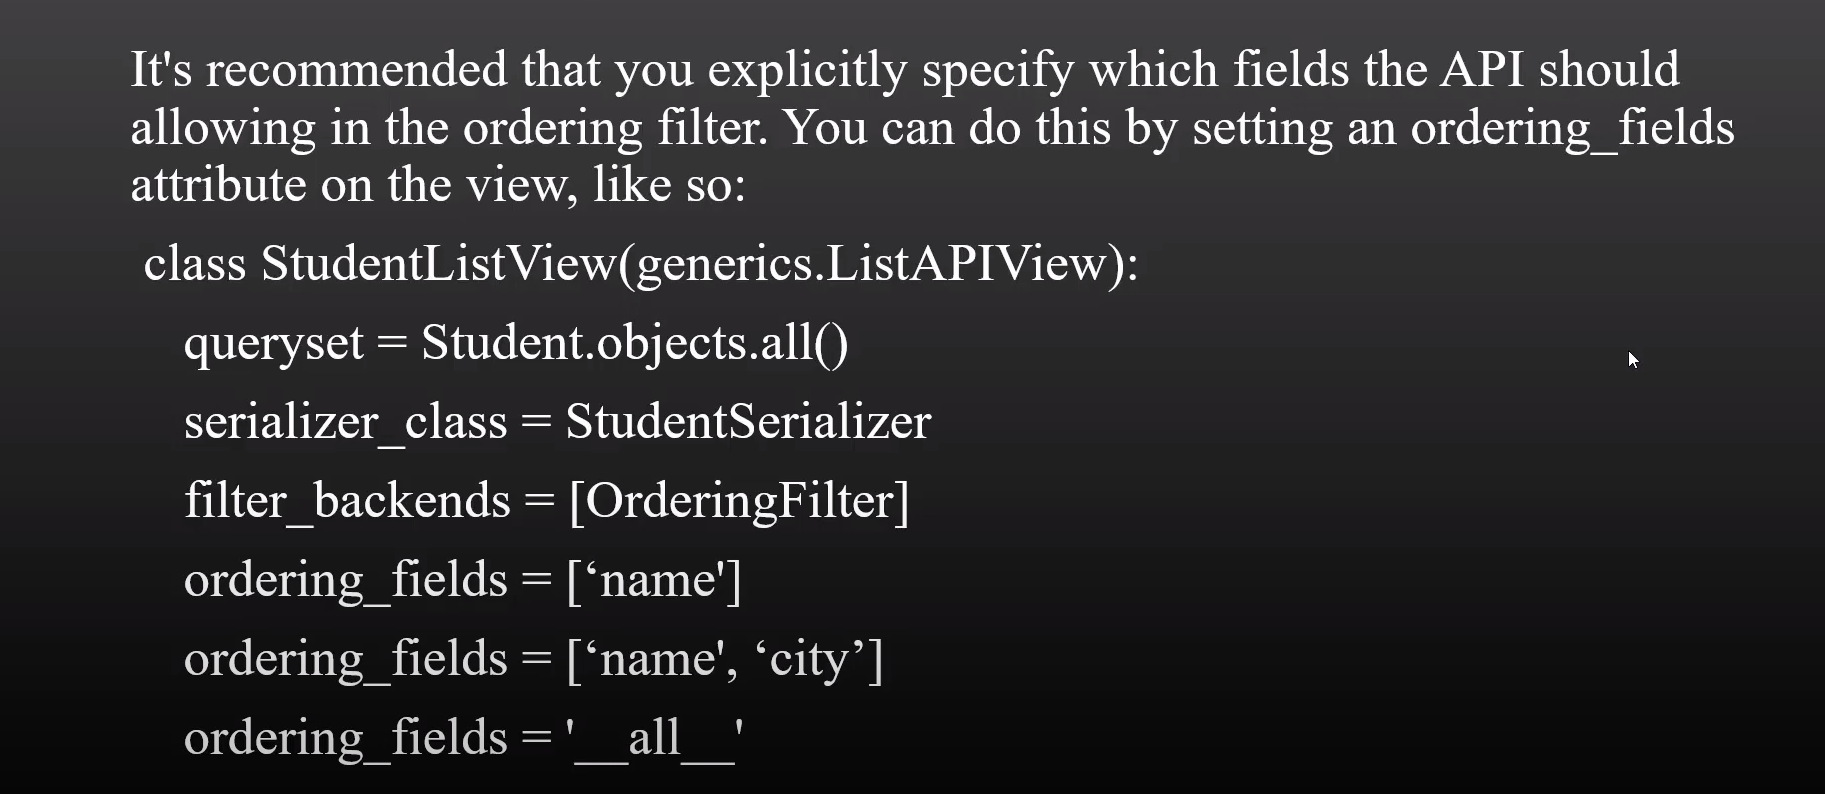 It's recommended that you explicitly specify which fields the API should
allowing in the ordering filter. You can do this by setting an ordering_fields
attribute on the view, like so:
class StudentListView(generics.ListAPIView):
queryset = Student.objects.all()
serializer_class = StudentSerializer
filter_backends = [OrderingFilter]
ordering_fields = [‘name']
ordering_fields = [‘name', ‘city’]
ordering_fields = '__all__'